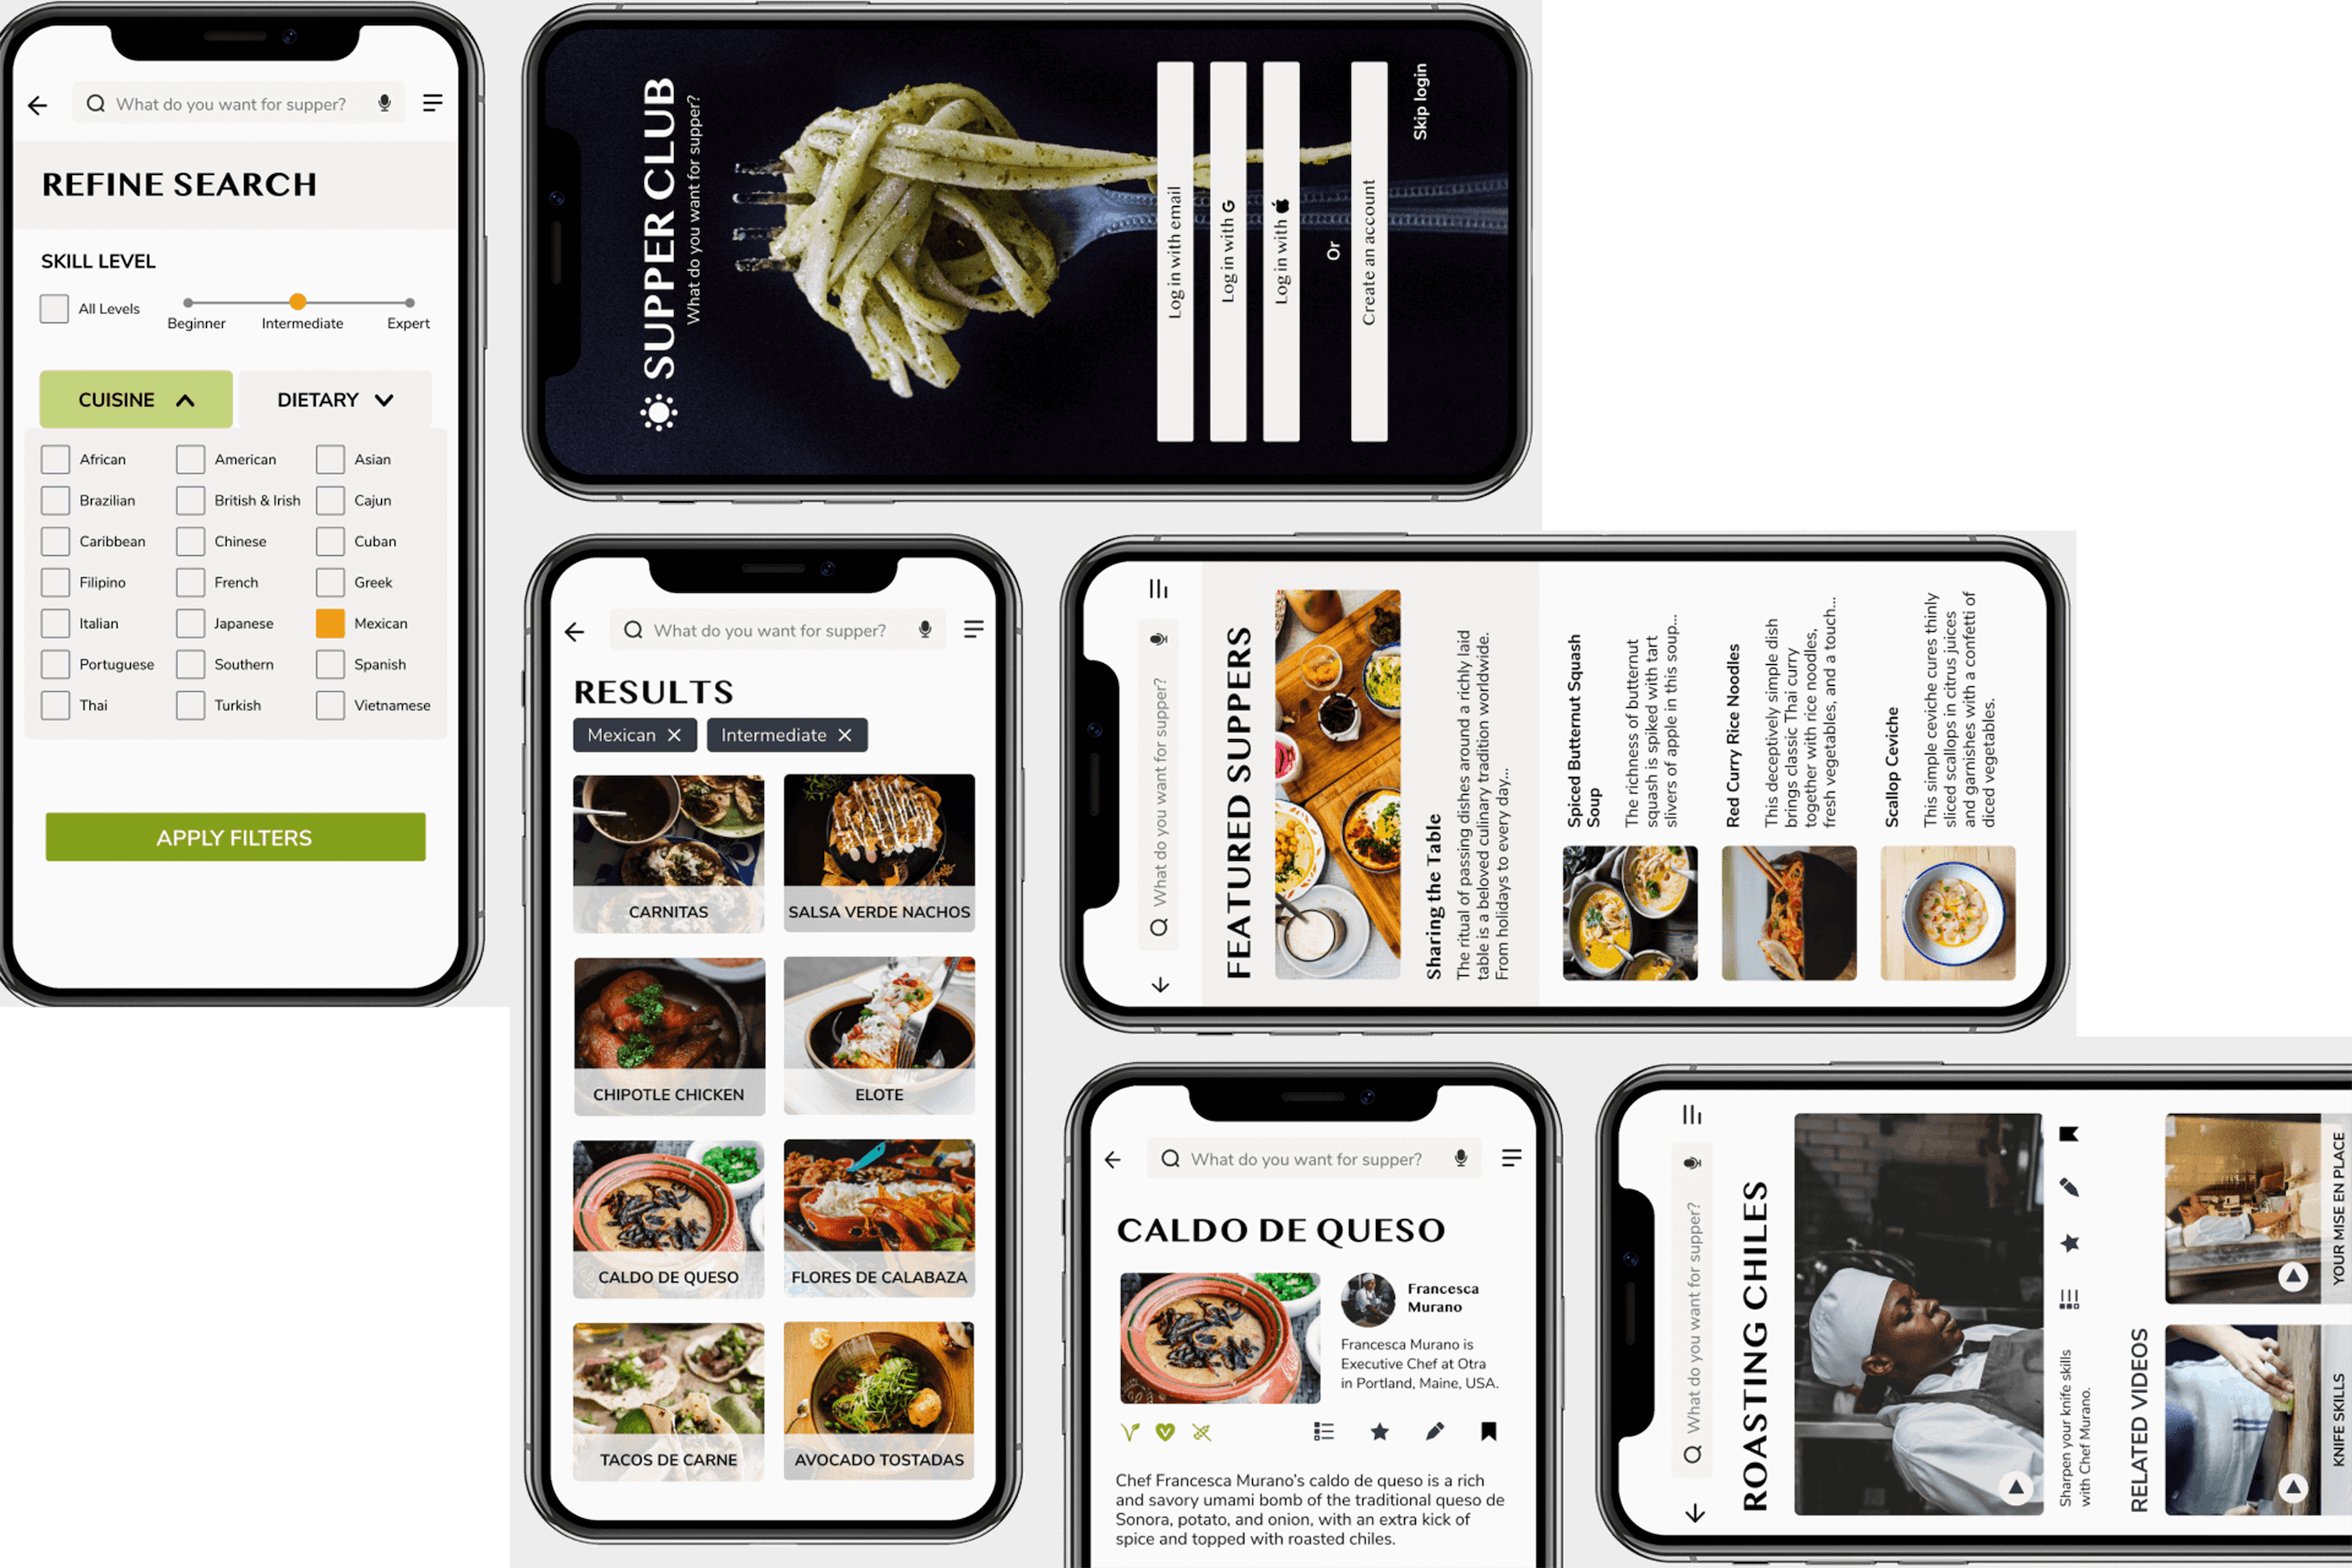 What do you want for supper?
REFINE SEARCH
SKILL LEVEL
All Levels
Beginner Intermediate Expert
CUISINE DIETARY
African American Asian
Brazilian British & Irish Cajun
Caribbean Chinese Cuban
Filipino French Greek
Italian Japanese Mexican
Portuguese Southern Spanish
Thai Turkish Vietnamese
APPLY FILTERS
SUPPER CLUB
What do you want for supper?
Log in with email
Log in with G
Log in with
Or
Create an account
Skip login
What do you want for supper?
RESULTS
Mexican Intermediate
CARNITAS SALSA VERDE NACHOS
CHIPOTLE CHICKEN ELOTE
CALDO DE QUESO FLORES DE CALABAZA
TACOS DE CARNE AVOCADO TOSTADAS
What do you want for supper?
FEATURED SUPPERS
Sharing the Table
The ritual of passing dishes around a richly laid
table is a beloved culinary tradition worldwide.
From holidays to every day...
Spiced Butternut Squash
Soup
The richness of butternut
squash is spiked with tart
slivers of apple in this soup...
Red Curry Rice Noodles
This deceptively simple dish
brings classic Thai curry
together with rice noodles,
fresh vegetables, and a touch...
Scallop Ceviche
This simple ceviche cures thinly
sliced scallops in citrus juices
and garnishes with a confetti of
diced vegetables.
What do you want for supper?
CALDO DE QUESO
Francesca
Murano
Francesca Murano is
Executive Chef at Otra
in Portland, Maine, USA.
Chef Francesca Murano's caldo de queso is a rich
and savory umami bomb of the traditional queso de
Sonora, potato, and onion, with an extra kick of
spice and topped with roasted chiles.
What do you want for supper?
ROASTING CHILES
Sharpen your knife skills
with Chef Murano.
RELATED VIDEOS
KNIFE SKILLS
YOUR MISE EN PLACE